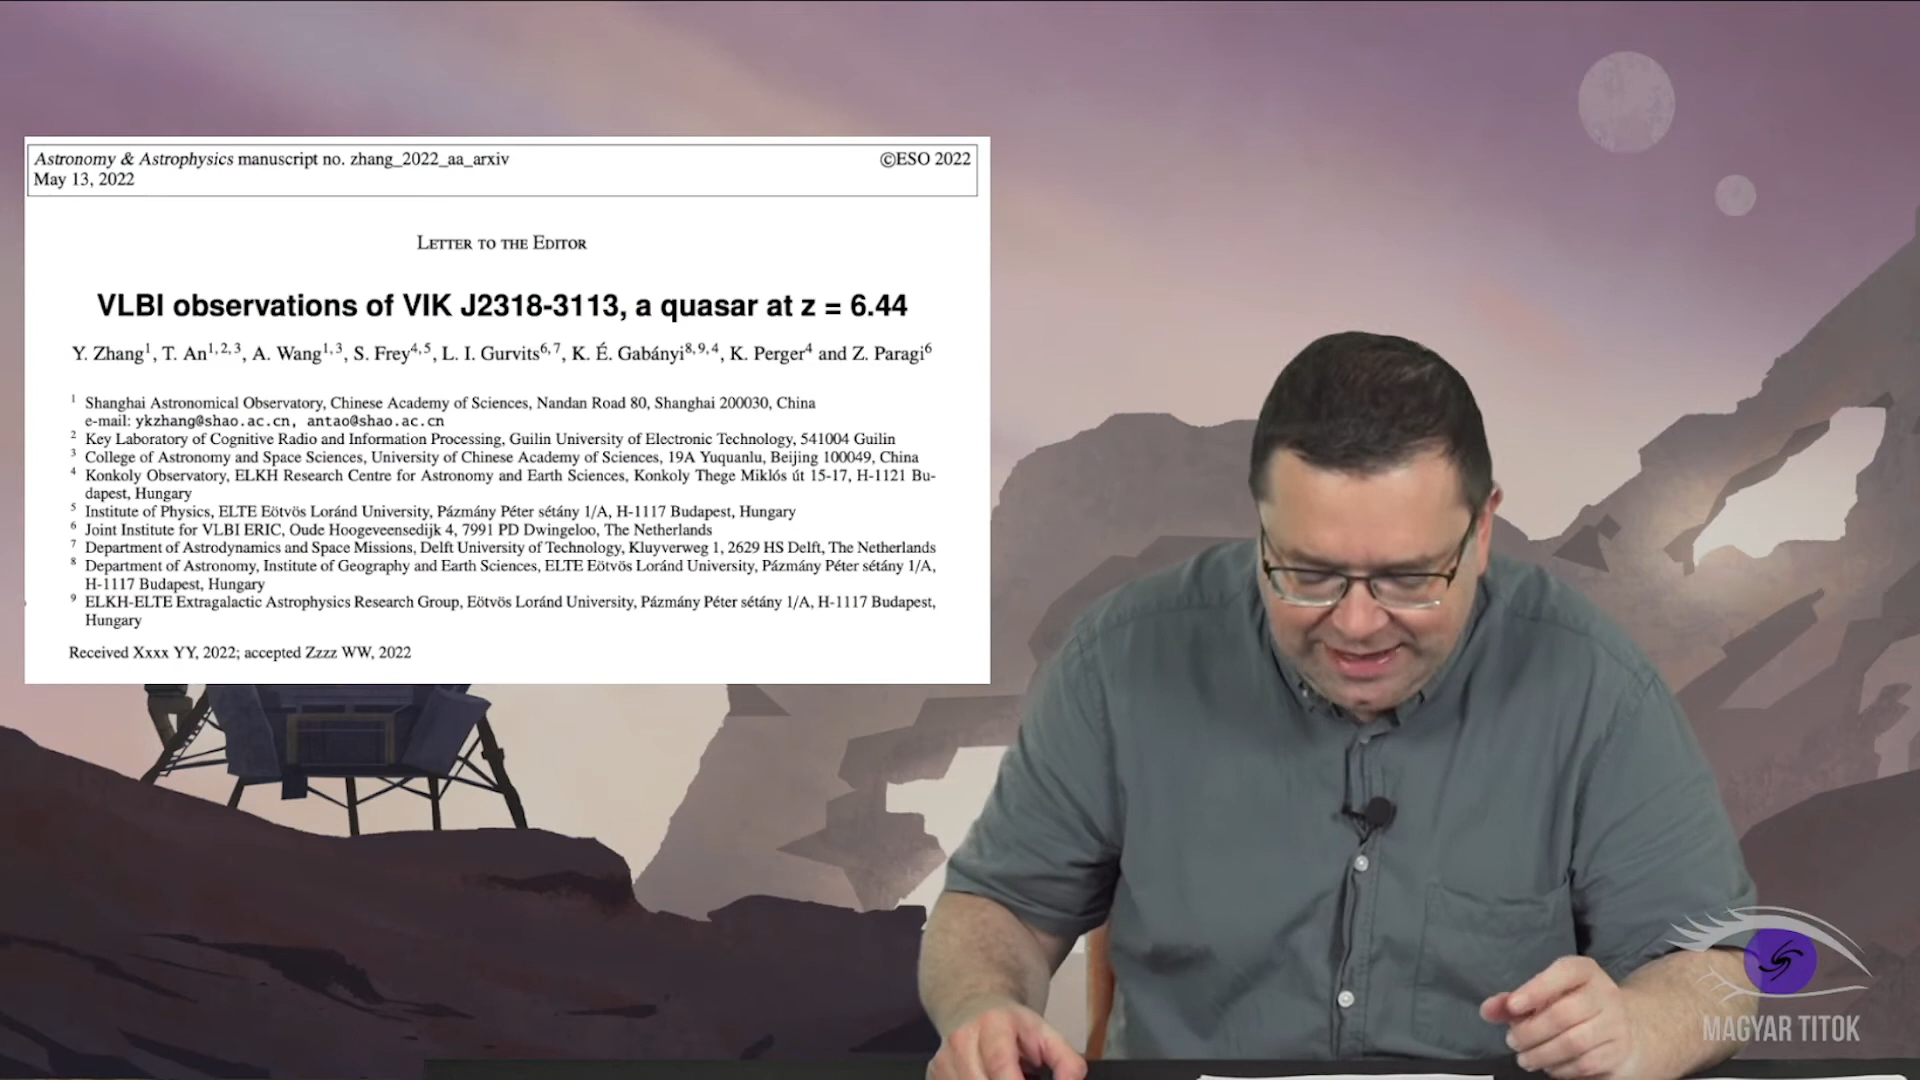 Astronomy & Astrophysics manuscript no. zhang_2022_aa_arxiv
©ESO 2022
May 13, 2022
LETTER TO THE EDITOR
VLBI observations of VIK J2318-3113, a quasar at z = 6.44
Y. Zhang1, T. An1,2,3, A. Wang1,3, S. Frey4,5, L. I. Gurvits6,7, K. É. Gabányi8,9,4, K. Perger4 and Z. Paragi6
1 Shanghai Astronomical Observatory, Chinese Academy of Sciences, Nandan Road 80, Shanghai 200030, China
e-mail: ykzhang@shao.ac.cn, antao@shao.ac.cn
2 Key Laboratory of Cognitive Radio and Information Processing, Guilin University of Electronic Technology, 541004 Guilin
3 College of Astronomy and Space Sciences, University of Chinese Academy of Sciences, 19A Yuquanlu, Beijing 100049, China
4 Konkoly Observatory, ELKH Research Centre for Astronomy and Earth Sciences, Konkoly Thege Miklós út 15-17, H-1121 Bu-
dapest, Hungary
5 Institute of Physics, ELTE Eötvös Loránd University, Pázmány Péter sétány 1/A, H-1117 Budapest, Hungary
6 Joint Institute for VLBI ERIC, Oude Hoogeveensedijk 4, 7991 PD Dwingeloo, The Netherlands
7 Department of Astrodynamics and Space Missions, Delft University of Technology, Kluyverweg 1, 2629 HS Delft, The Netherlands
8 Department of Astronomy, Institute of Geography and Earth Sciences, ELTE Eötvös Loránd University, Pázmány Péter sétány 1/A,
H-1117 Budapest, Hungary
9 ELKH-ELTE Extragalactic Astrophysics Research Group, Eötvös Loránd University, Pázmány Péter sétány 1/A, H-1117 Budapest,
Hungary
Received Xxxx YY, 2022; accepted Zzzz WW, 2022
MAGYAR TITOK